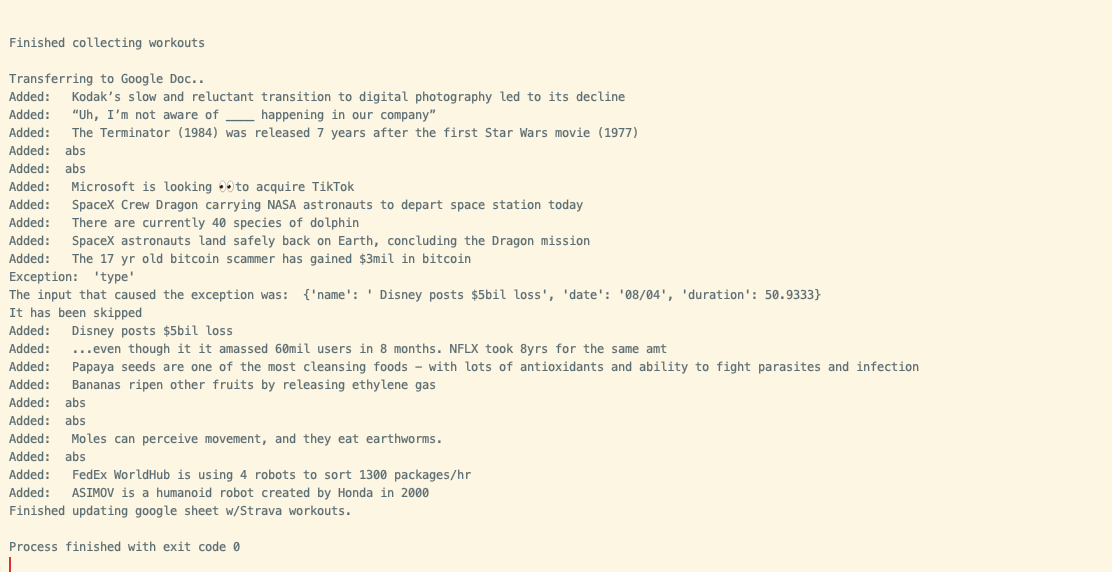 Finished collecting workouts
Transferring to Google Doc..
Added:   Kodak’s slow and reluctant transition to digital photography led to its decline
Added:   “Uh, I’m not aware of ____ happening in our company”
Added:   The Terminator (1984) was released 7 years after the first Star Wars movie (1977)
Added:  abs
Added:  abs
Added:   Microsoft is looking 👀to acquire TikTok
Added:   SpaceX Crew Dragon carrying NASA astronauts to depart space station today
Added:   There are currently 40 species of dolphin
Added:   SpaceX astronauts land safely back on Earth, concluding the Dragon mission
Added:   The 17 yr old bitcoin scammer has gained $3mil in bitcoin
Exception:  'type'
The input that caused the exception was:  {'name': ' Disney posts $5bil loss', 'date': '08/04', 'duration': 50.9333}
It has been skipped
Added:   Disney posts $5bil loss
Added:   ...even though it it amassed 60mil users in 8 months. NFLX took 8yrs for the same amt
Added:   Papaya seeds are one of the most cleansing foods – with lots of antioxidants and ability to fight parasites and infection
Added:   Bananas ripen other fruits by releasing ethylene gas
Added:  abs
Added:  abs
Added:   Moles can perceive movement, and they eat earthworms.
Added:  abs
Added:   FedEx WorldHub is using 4 robots to sort 1300 packages/hr
Added:   ASIMOV is a humanoid robot created by Honda in 2000
Finished updating google sheet w/Strava workouts.
Process finished with exit code 0